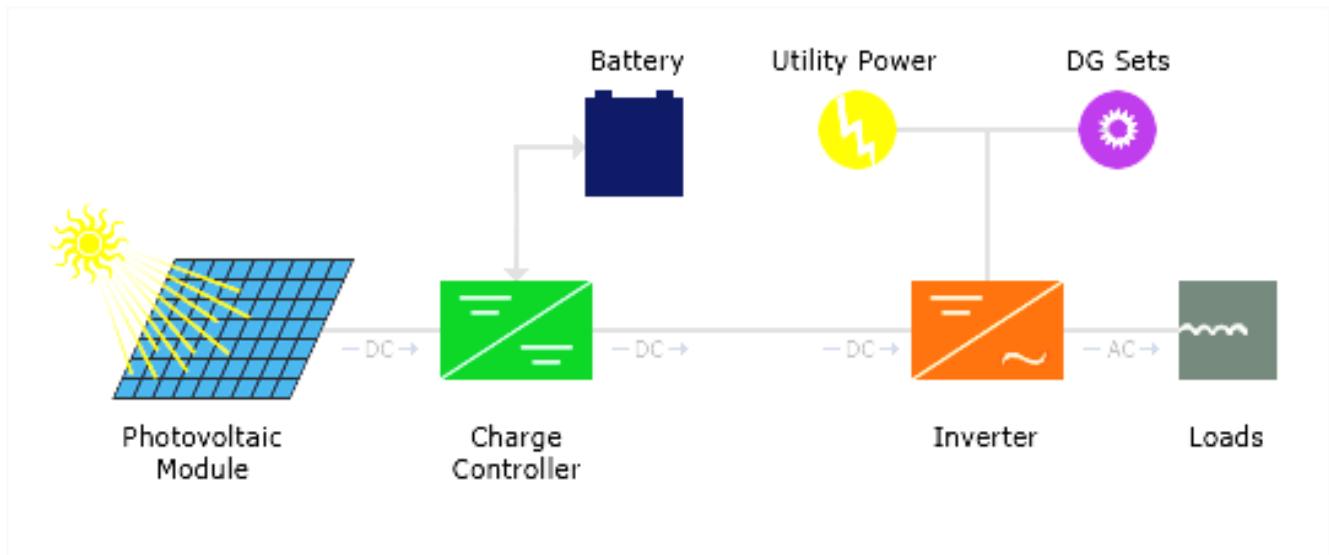 Battery
Utility Power
DG Sets
DC
DC
DC
AC
Photovoltaic
Module
Charge
Controller
Inverter
Loads